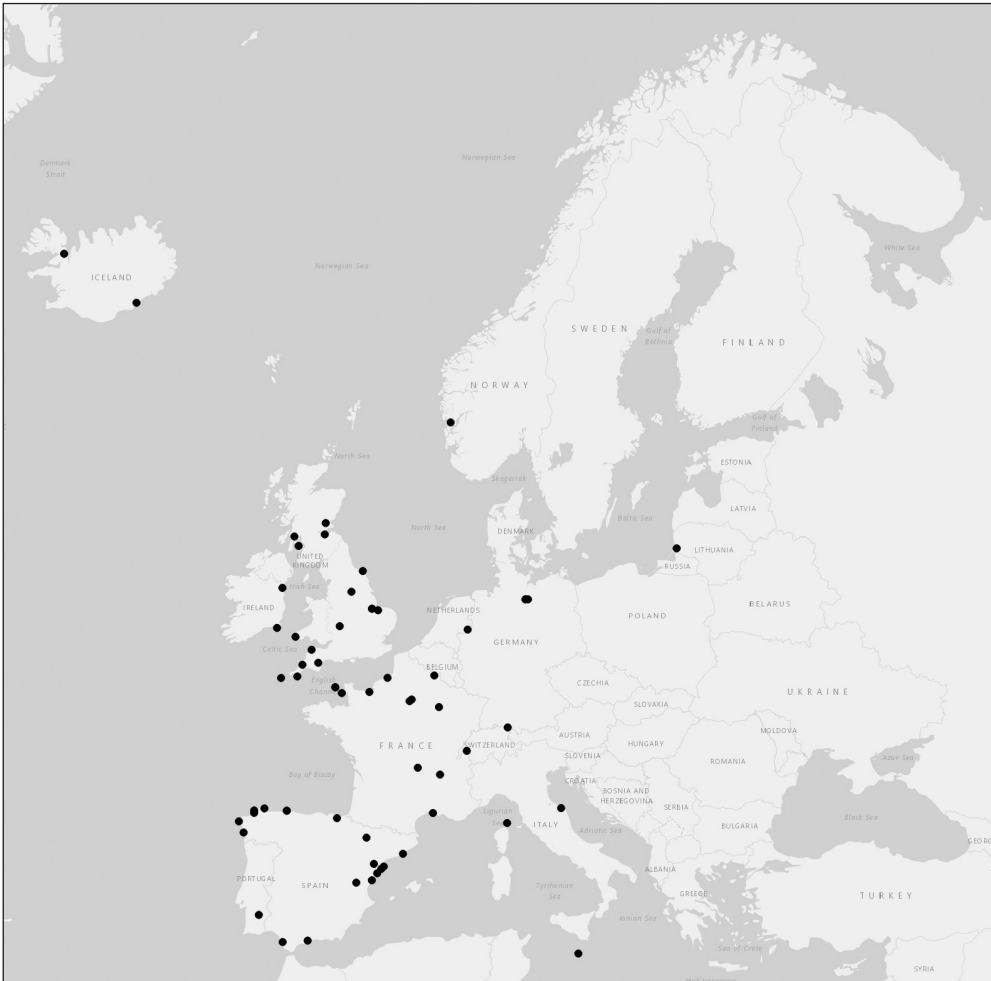 Denmark
Strait
Norwegian Sea
White Sea
Norwegian Sea
ICELAND
SWEDEN
Gulf of
Bothnia
FINLAND
NORWAY
Gulf of
Finland
North Sea
ESTONIA
Skagerrak
LATVIA
Baltic Sea
North Sea
DENMARK
LITHUANIA
UNITED
KINGDOM
RUSSIA
Irish Sea
IRELAND
NETHERLANDS
BELARUS
POLAND
GERMANY
Celtic Sea
BELGIUM
English
Channel
CZECHIA
UKRAINE
SLOVAKIA
MOLDOVA
AUSTRIA
FRANCE
SWITZERLAND
HUNGARY
SLOVENIA
ROMANIA
Azov Sea
Bay of Biscay
CROATIA
BOSNIA AND
HERZEGOVINA
SERBIA
Ligurian
Sea
ITALY
Adriatic Sea
BULGARIA
Black Sea
GEORG
ALBANIA
PORTUGAL
SPAIN
Tyrrhenian
Sea
GREECE
TURKEY
Ionian Sea
Sea of Crete
SYRIA
Mediterranean